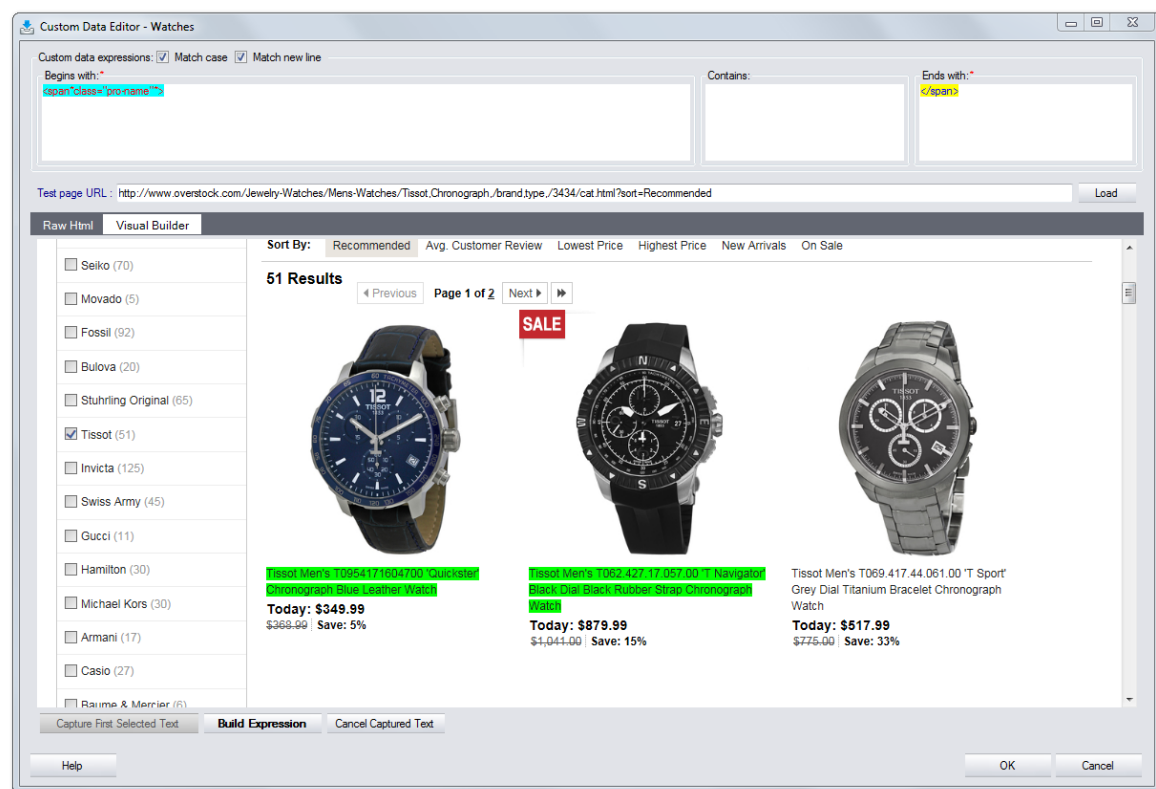 Custom Data Editor - Watches
Custom data expressions: Match case Match new line
Begins with:*
Contains:
Ends with:*
<span*class="pro-name"*>
</span>
Test page URL : http://www.overstock.com/Jewelry-Watches/Mens-Watches/Tissot,Chronograph,/brand,type,/3434/cat.html?sort=Recommended
Load
Raw Html Visual Builder
Seiko (70)
Movado (5)
Fossil (92)
Bulova (20)
Stuhrling Original (65)
Tissot (51)
Invicta (125)
Swiss Army (45)
Gucci (11)
Hamilton (30)
Michael Kors (30)
Armani (17)
Casio (27)
Baume & Mercier (6)
Sort By: Recommended Avg. Customer Review Lowest Price Highest Price New Arrivals On Sale
51 Results
Previous Page 1 of 2 Next
SALE
Tissot Men's T0954171604700 'Quickster'
Chronograph Blue Leather Watch
Today: $349.99
$368.99 Save: 5%
Tissot Men's T062.427.17.057.00 'T Navigator'
Black Dial Black Rubber Strap Chronograph
Watch
Today: $879.99
$1,041.00 Save: 15%
Tissot Men's T069.417.44.061.00 'T Sport'
Grey Dial Titanium Bracelet Chronograph
Watch
Today: $517.99
$775.00 Save: 33%
Capture First Selected Text Build Expression Cancel Captured Text
Help OK Cancel